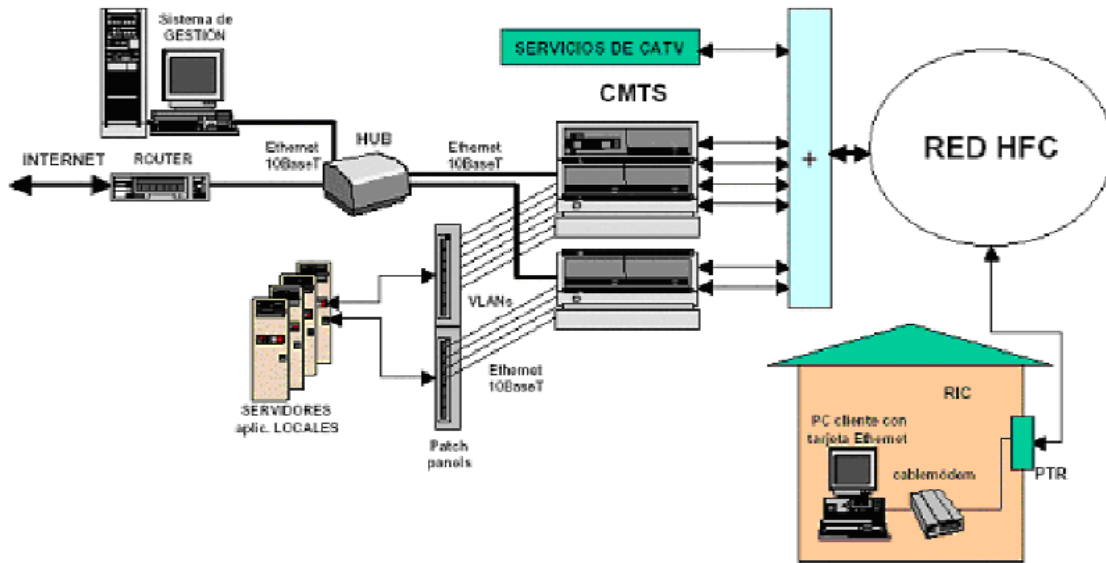 Sistema de
GESTIÓN
SERVICIOS DE CATV
CMTS
RED HFC
INTERNET
ROUTER
Ethernet
10BaseT
HUB
Ethernet
10BaseT
+
VLANs
Ethernet
10BaseT
SERVIDORES
aplic. LOCALES
Patch
panels
RIC
PC cliente con
tarjeta Ethernet
cablemódem
PTR